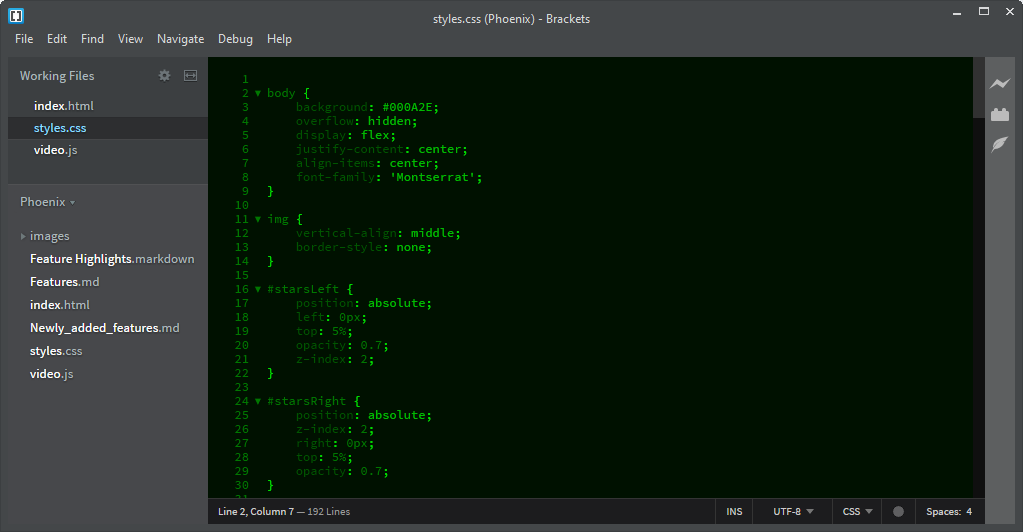 styles.css (Phoenix) - Brackets
File Edit Find View Navigate Debug Help
Working Files
index.html
styles.css
video.js
Phoenix
images
Feature Highlights.markdown
Features.md
index.html
Newly_added_features.md
styles.css
video.js
1
2 body {
3 background: #000A2E;
4 overflow: hidden;
5 display: flex;
6 justify-content: center;
7 align-items: center;
8 font-family: 'Montserrat';
9 }
10
11 img {
12 vertical-align: middle;
13 border-style: none;
14 }
15
16 #starsLeft {
17 position: absolute;
18 left: 0px;
19 top: 5%;
20 opacity: 0.7;
21 z-index: 2;
22 }
23
24 #starsRight {
25 position: absolute;
26 z-index: 2;
27 right: 0px;
28 top: 5%;
29 opacity: 0.7;
30 }
Line 2, Column 7 — 192 Lines
INS UTF-8 CSS Spaces: 4